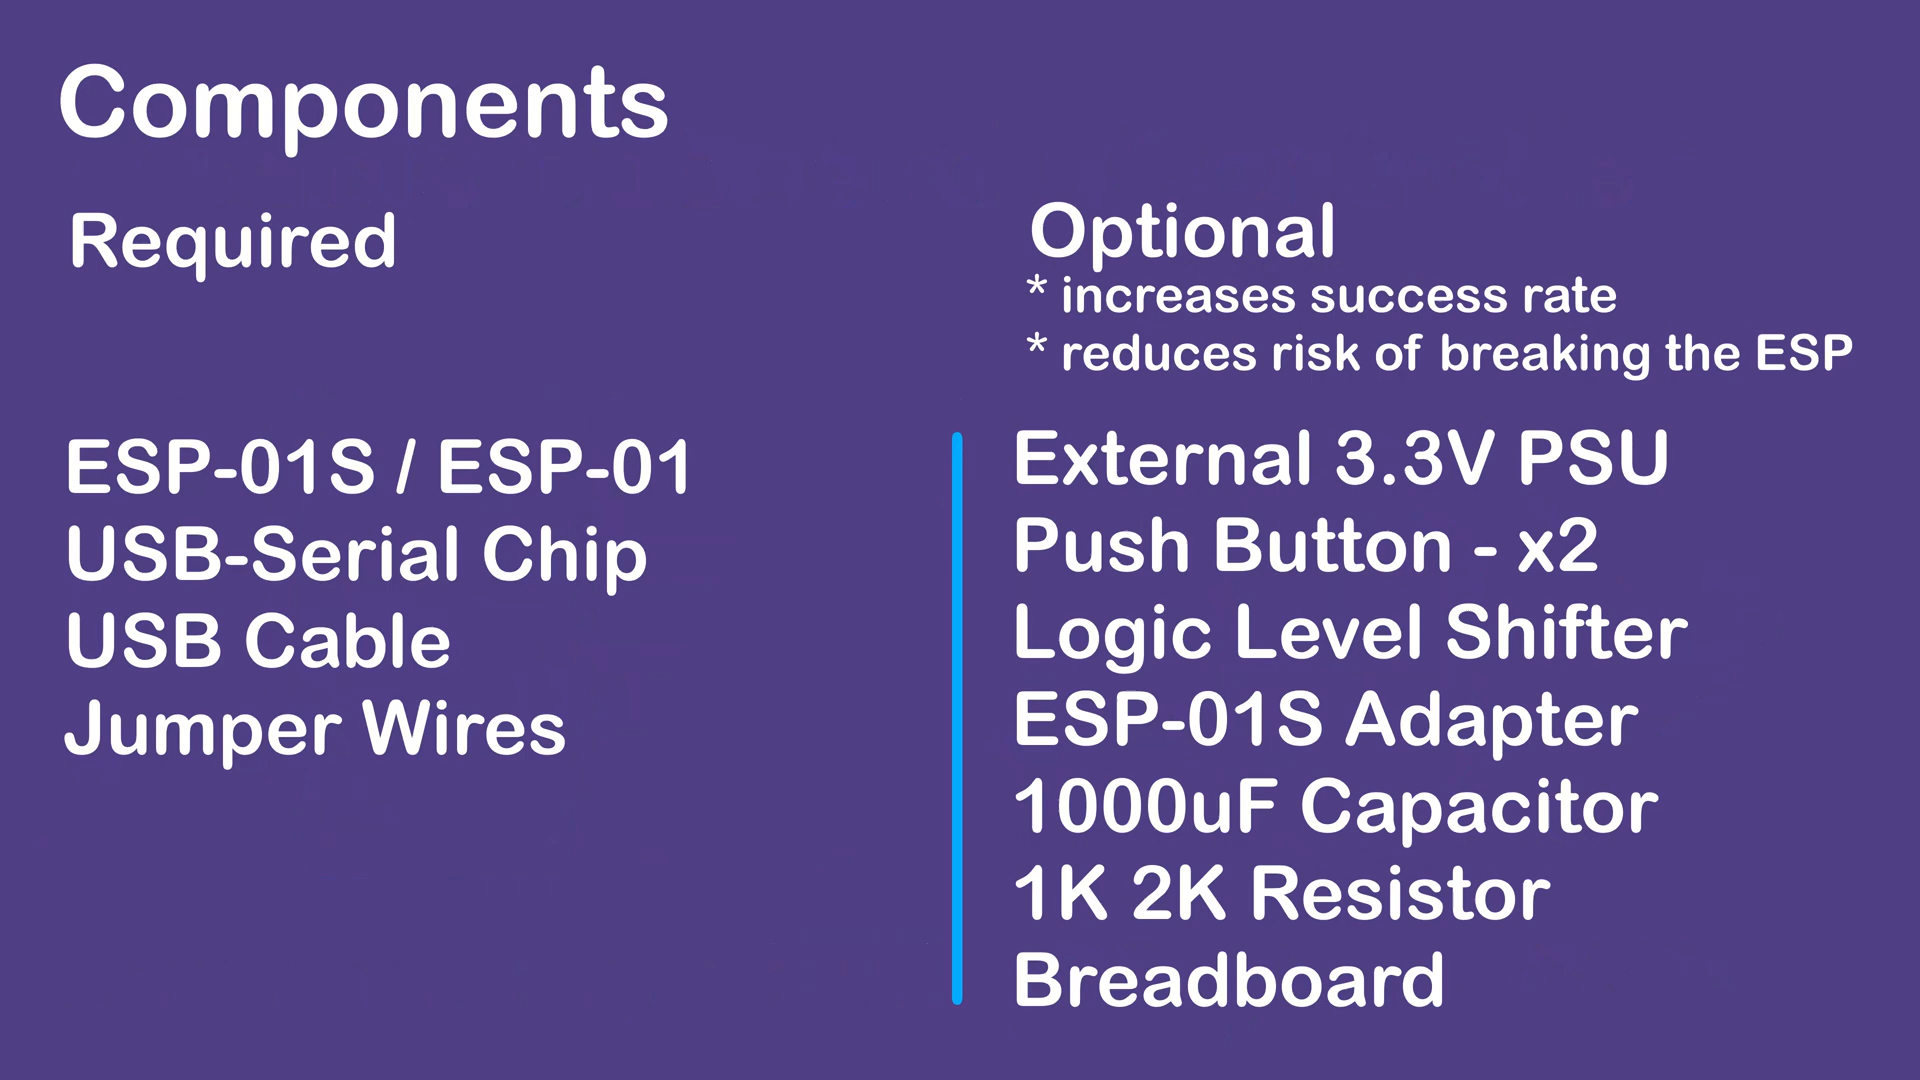 Components
Required
ESP-01S / ESP-01
USB-Serial Chip
USB Cable
Jumper Wires
Optional
* increases success rate
* reduces risk of breaking the ESP
External 3.3V PSU
Push Button - x2
Logic Level Shifter
ESP-01S Adapter
1000uF Capacitor
1K 2K Resistor
Breadboard